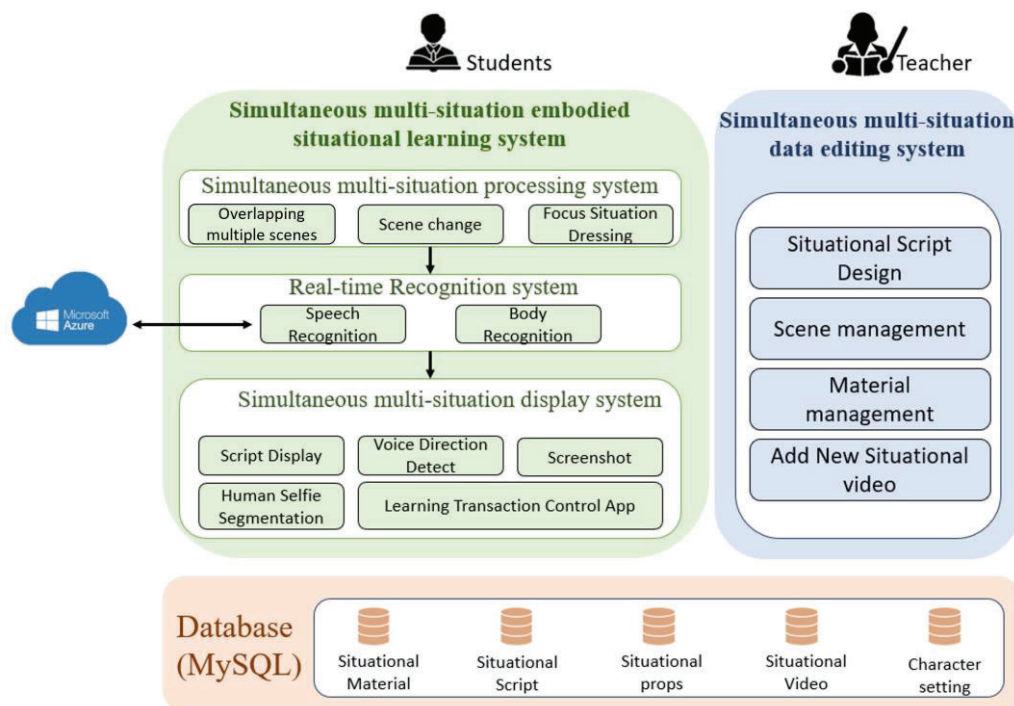 Students
Teacher
Simultaneous multi-situation embodied
situational learning system
Simultaneous multi-situation processing system
Overlapping
multiple scenes
Scene change
Focus Situation
Dressing
Real-time Recognition system
Speech
Recognition
Body
Recognition
Microsoft
Azure
Simultaneous multi-situation display system
Script Display
Voice Direction
Detect
Screenshot
Human Selfie
Segmentation
Learning Transaction Control App
Simultaneous multi-situation
data editing system
Situational Script
Design
Scene management
Material
management
Add New Situational
video
Database
(MySQL)
Situational
Material
Situational
Script
Situational
props
Situational
Video
Character
setting